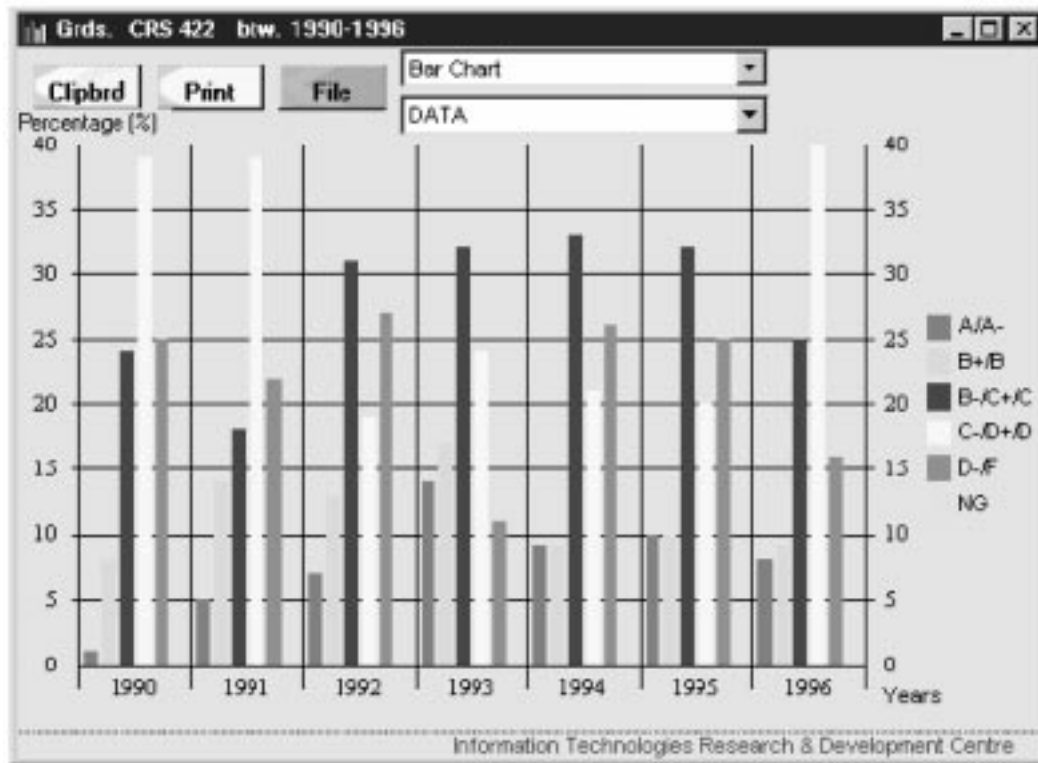 Grds. CRS 422 btw. 1990-1996
Clipbrd Print File Bar Chart
DATA
Percentage (%)
40 40
35 35
30 30
25 25
20 20
15 15
10 10
5 5
0 0
A/A-
B+/B
B-/C+/C
C-/D+/D
D-/F
NG
1990 1991 1992 1993 1994 1995 1996
Years
Information Technologies Research & Development Centre